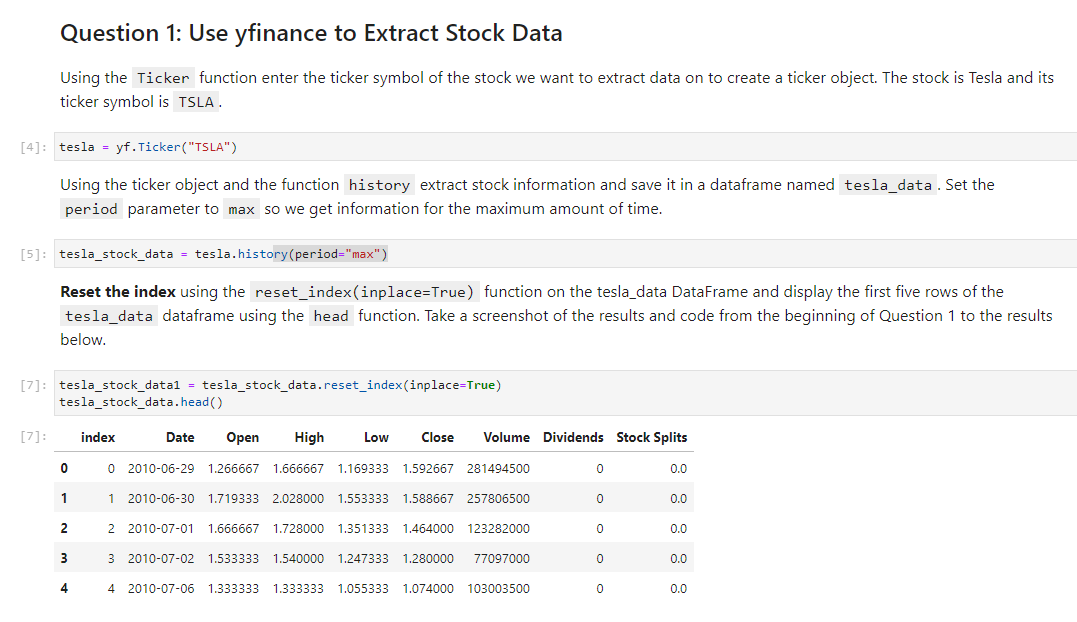 Question 1: Use yfinance to Extract Stock Data
Using the Ticker function enter the ticker symbol of the stock we want to extract data on to create a ticker object. The stock is Tesla and its
ticker symbol is TSLA.
[4]: tesla = yf.Ticker("TSLA")
Using the ticker object and the function history extract stock information and save it in a dataframe named tesla_data. Set the
period parameter to max so we get information for the maximum amount of time.
[5]: tesla_stock_data = tesla.history(period="max")
Reset the index using the reset_index(inplace=True) function on the tesla_data DataFrame and display the first five rows of the
tesla_data dataframe using the head function. Take a screenshot of the results and code from the beginning of Question 1 to the results
below.
[7]: tesla_stock_data1 = tesla_stock_data.reset_index(inplace=True)
tesla_stock_data.head()
[7]: index Date Open High Low Close Volume Dividends Stock Splits
0 0 2010-06-29 1.266667 1.666667 1.169333 1.592667 281494500 0 0.0
1 1 2010-06-30 1.719333 2.028000 1.553333 1.588667 257806500 0 0.0
2 2 2010-07-01 1.666667 1.728000 1.351333 1.464000 123282000 0 0.0
3 3 2010-07-02 1.533333 1.540000 1.247333 1.280000 77097000 0 0.0
4 4 2010-07-06 1.333333 1.333333 1.055333 1.074000 103003500 0 0.0